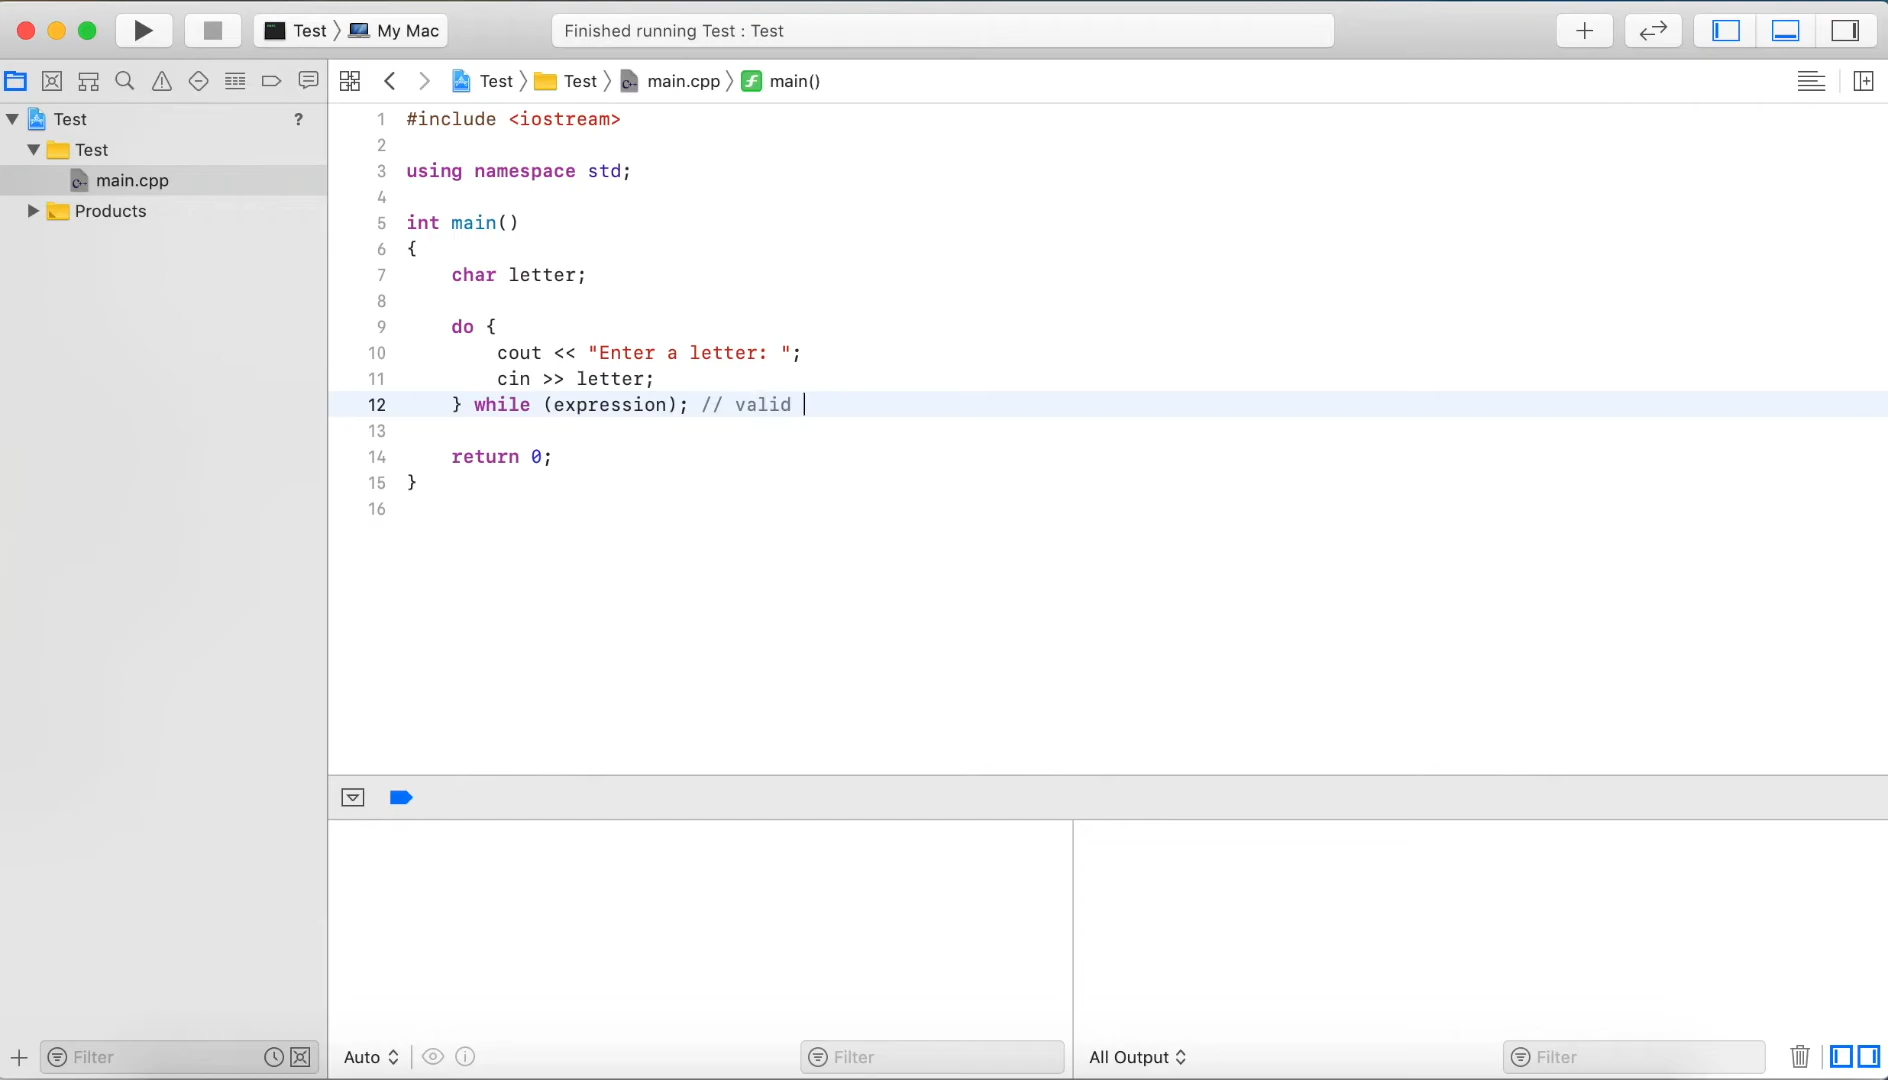 Test 〉 My Mac
Finished running Test : Test
Test 〉 Test 〉 main.cpp 〉 main()
Test ?
Test
main.cpp
Products
1 #include <iostream>
2
3 using namespace std;
4
5 int main()
6 {
7     char letter;
8
9     do {
10         cout << "Enter a letter: ";
11         cin >> letter;
12     } while (expression); // valid
13
14     return 0;
15 }
16
Filter
Auto
Filter
All Output
Filter